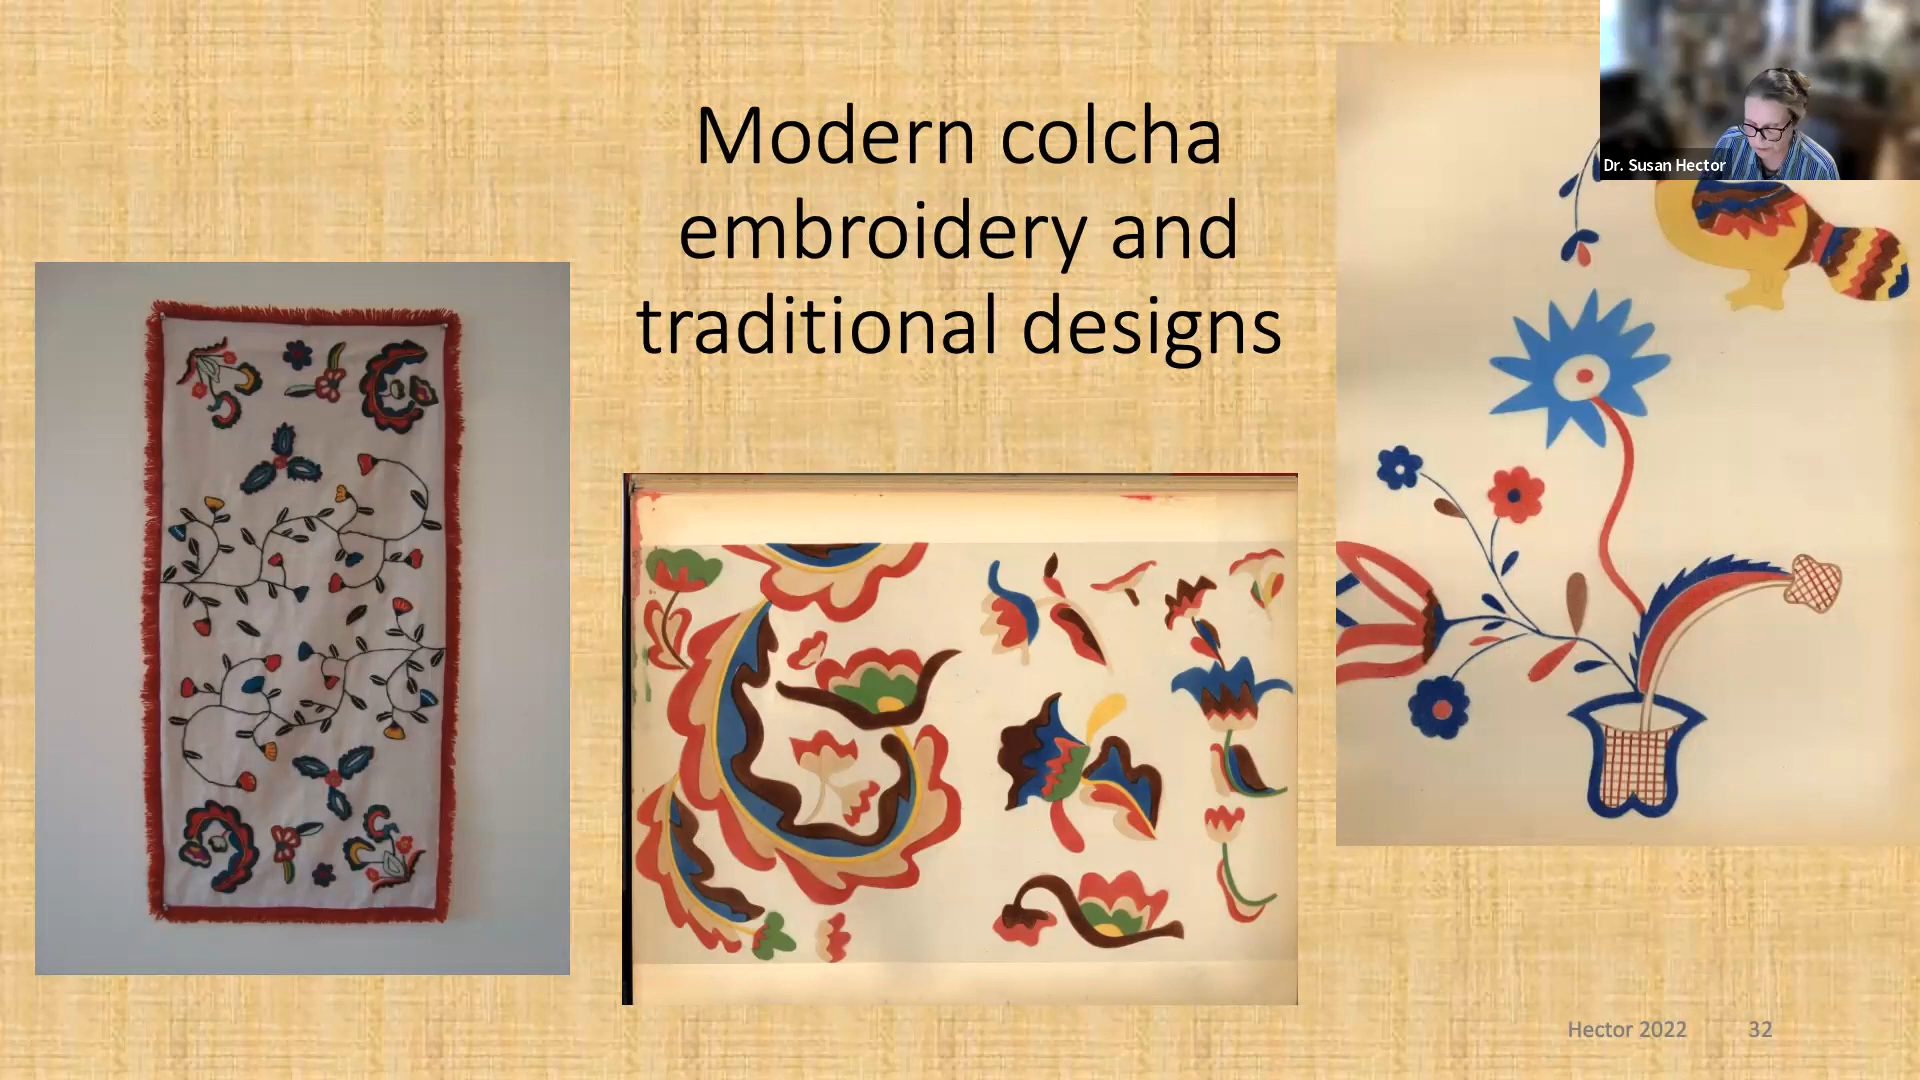 Modern colcha
embroidery and
traditional designs
Dr. Susan Hector
Hector 2022
32